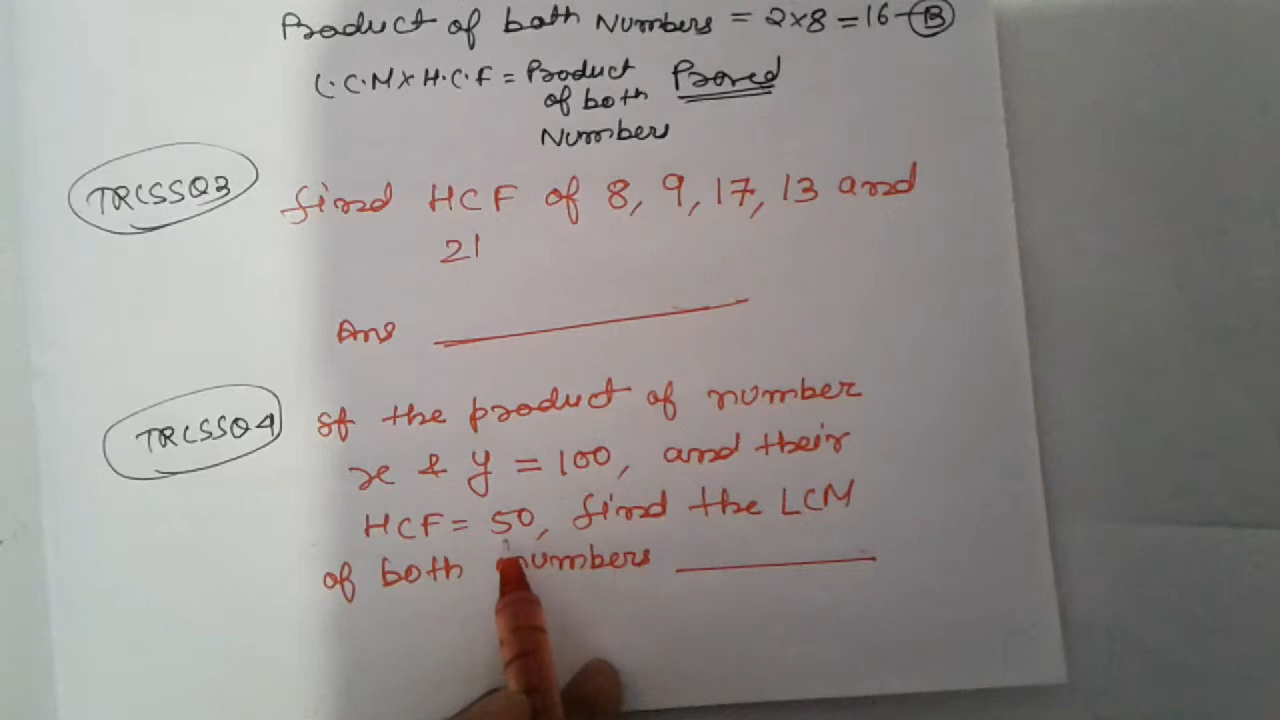 Product of both Numbers = 2×8 = 16 - B
L.C.M × H.C.F = Product Proved
of both
Numbers
TRCSSQ3 find HCF of 8, 9, 17, 13 and
21
Ans
TRCSSQ4 If the product of number
x & y = 100, and their
HCF = 50, find the LCM
of both numbers